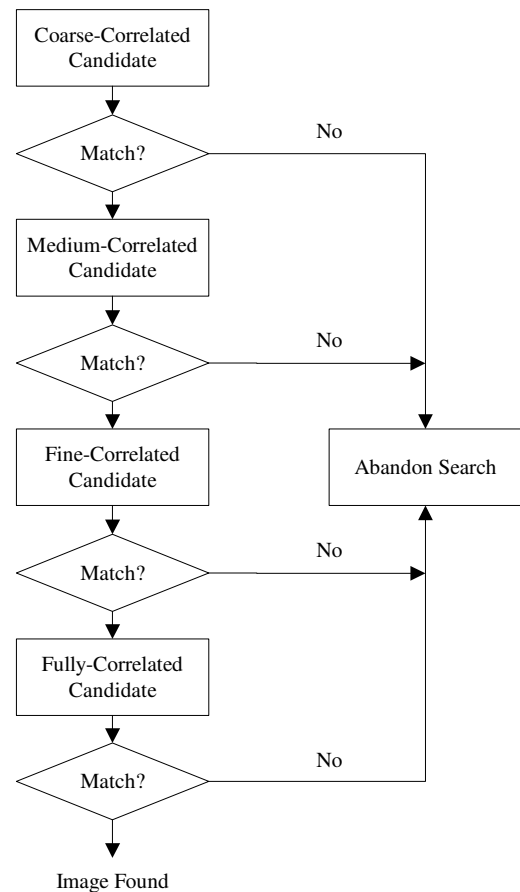 Coarse-Correlated
Candidate
No
Match?
Medium-Correlated
Candidate
No
Match?
Fine-Correlated
Candidate
Abandon Search
No
Match?
Fully-Correlated
Candidate
No
Match?
Image Found